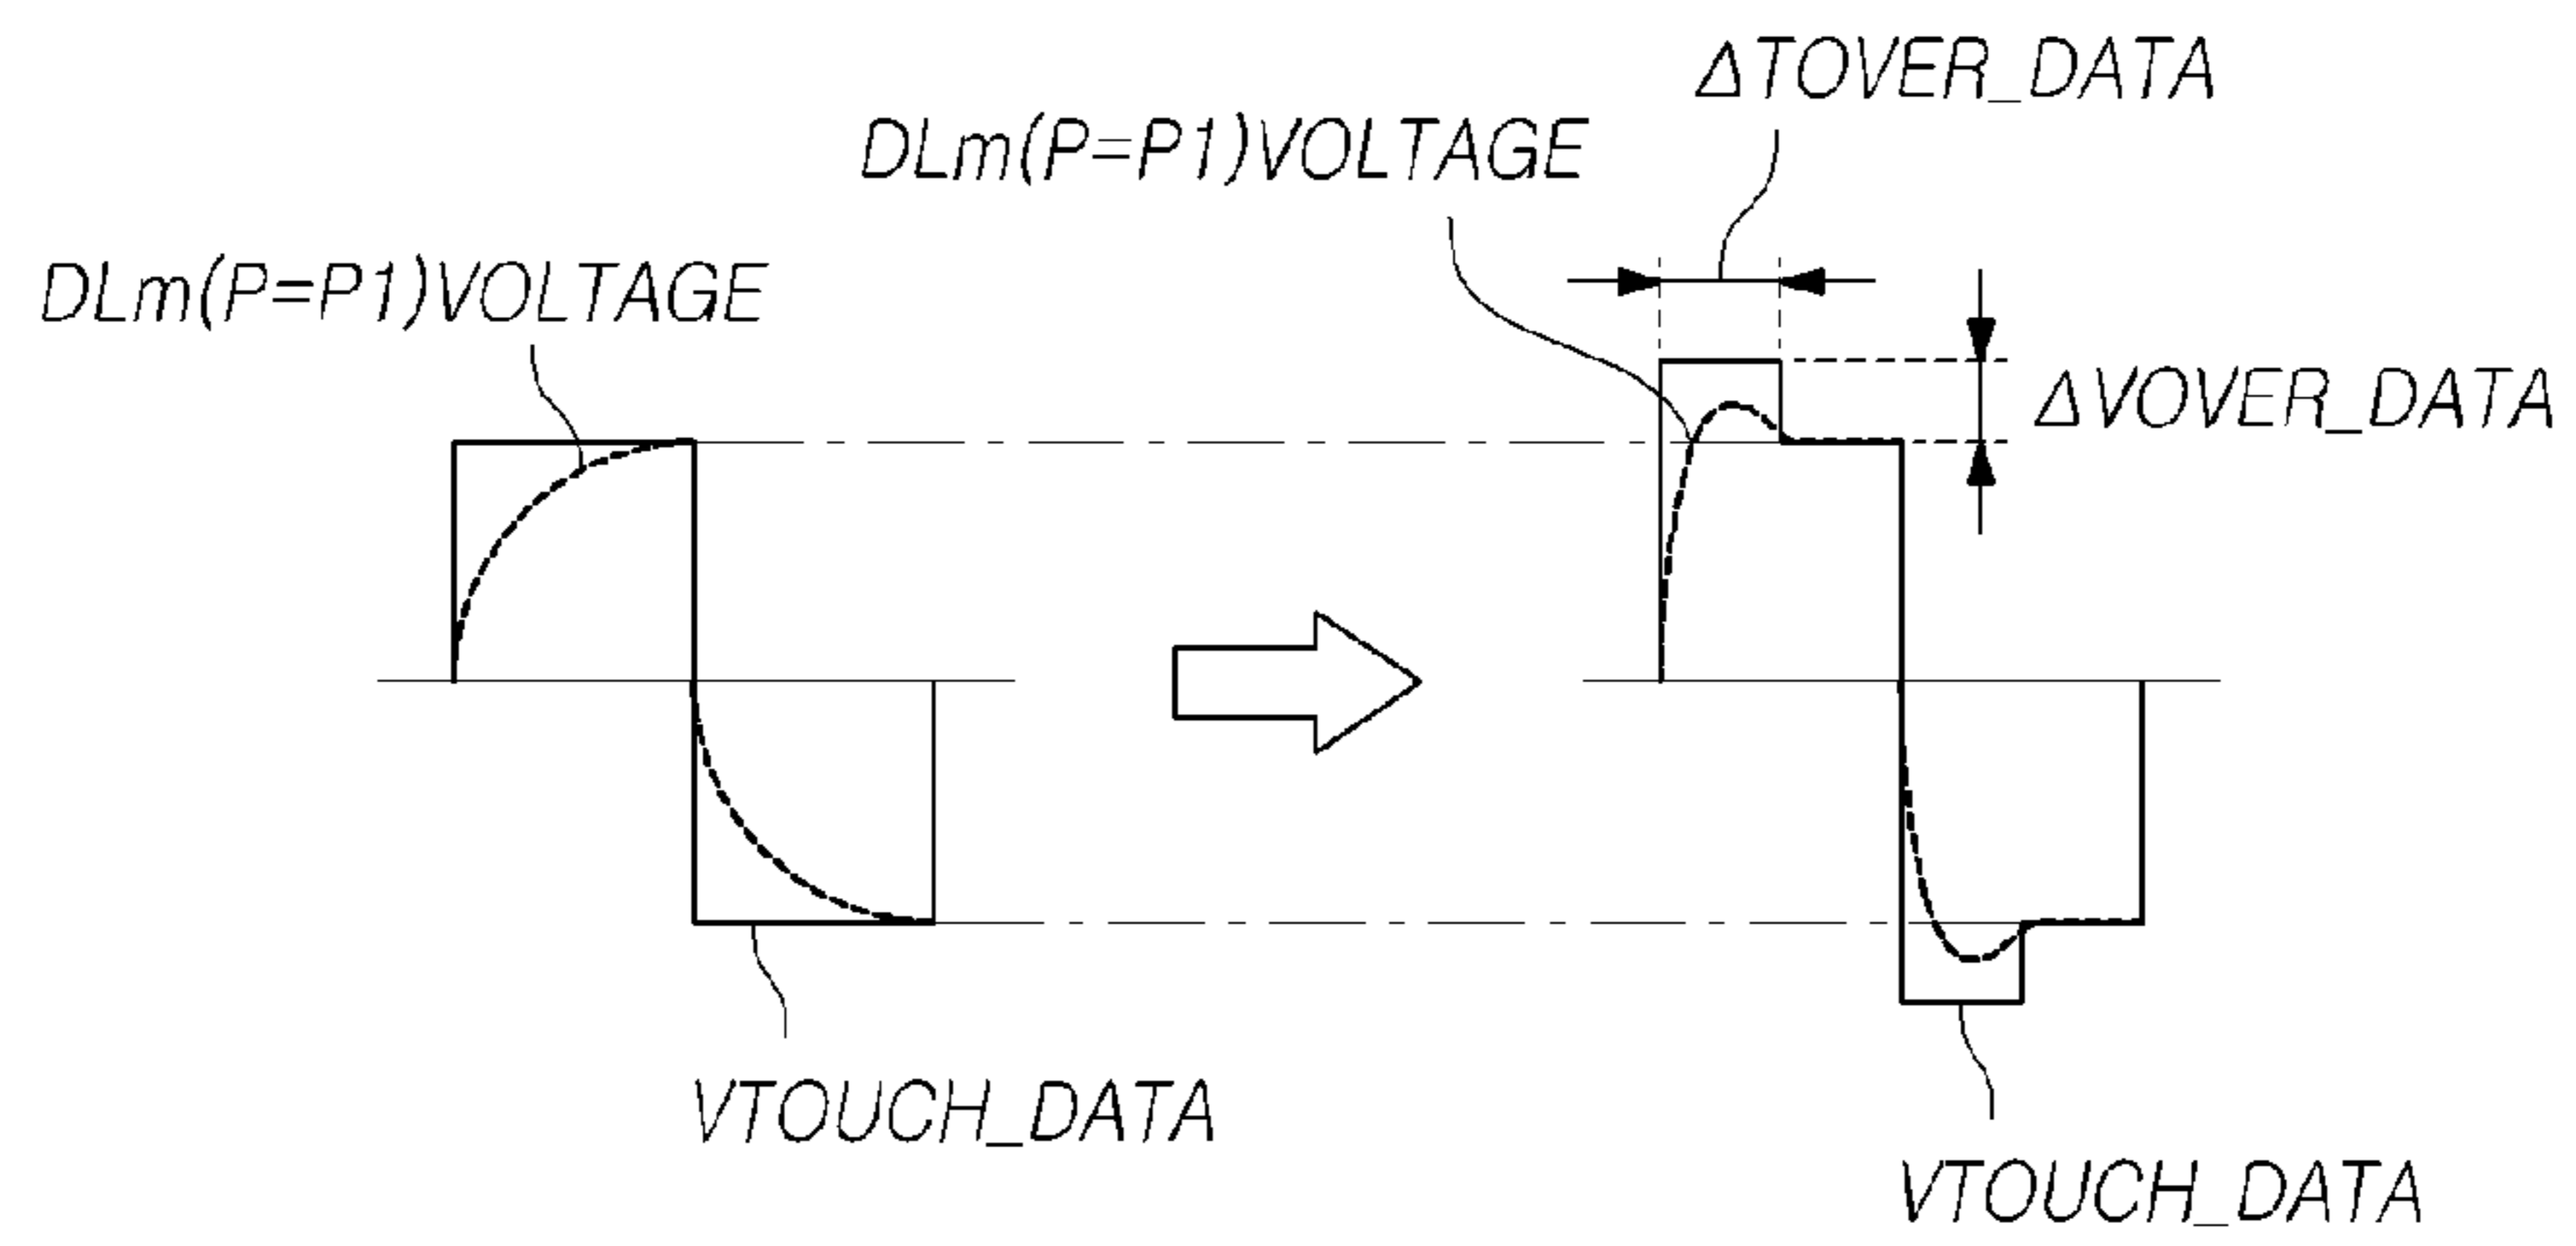 ΔTOVER_DATA
DLm(P=P1)VOLTAGE
DLm(P=P1)VOLTAGE
ΔVOVER_DATA
VTOUCH_DATA
VTOUCH_DATA